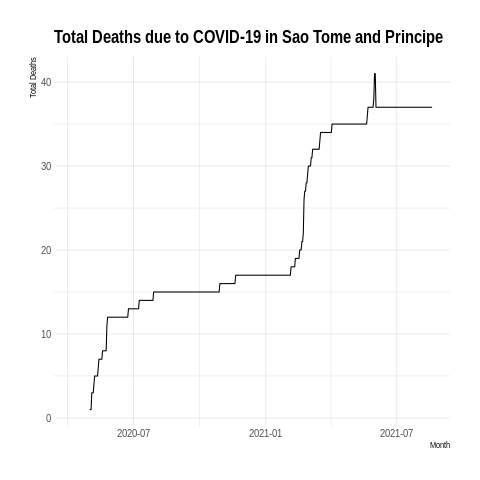 Total Deaths due to COVID-19 in Sao Tome and Principe
Total Deaths
40
30
20
10
0
2020-07
2021-01
2021-07
Month